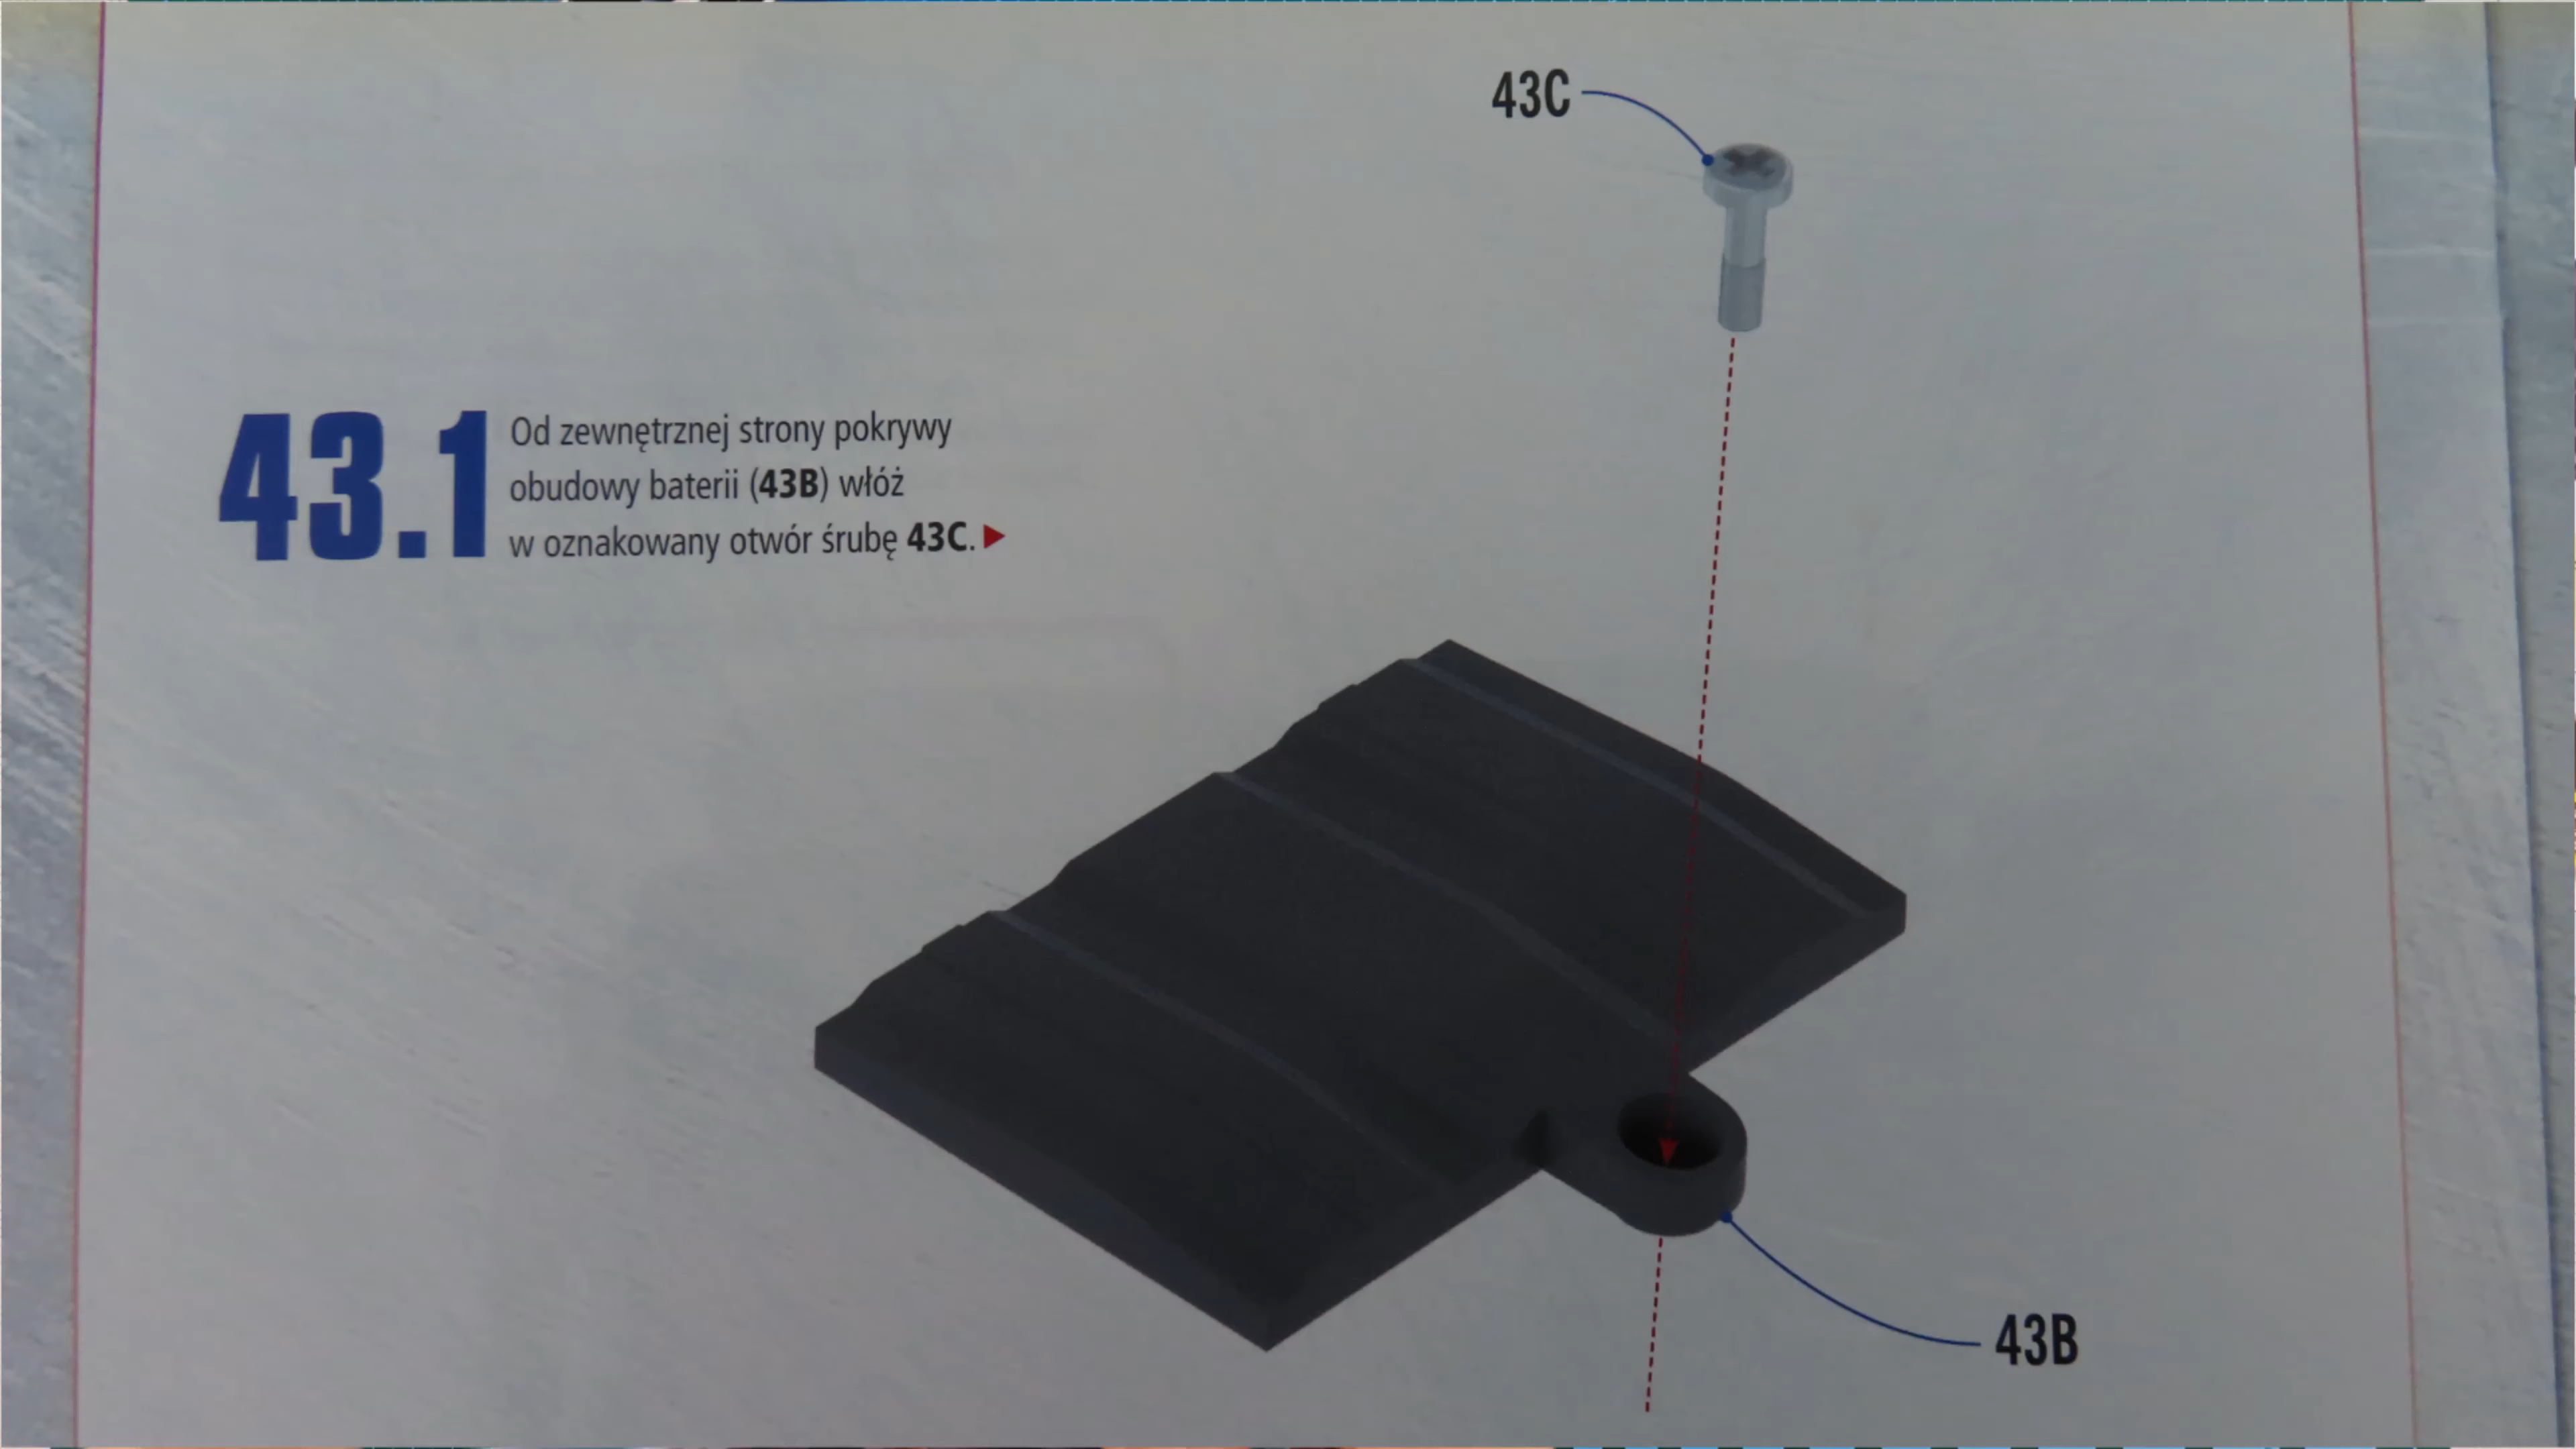 43C
43.1
Od zewnętrznej strony pokrywy
obudowy baterii (43B) włóż
w oznakowany otwór śrubę 43C.
43B